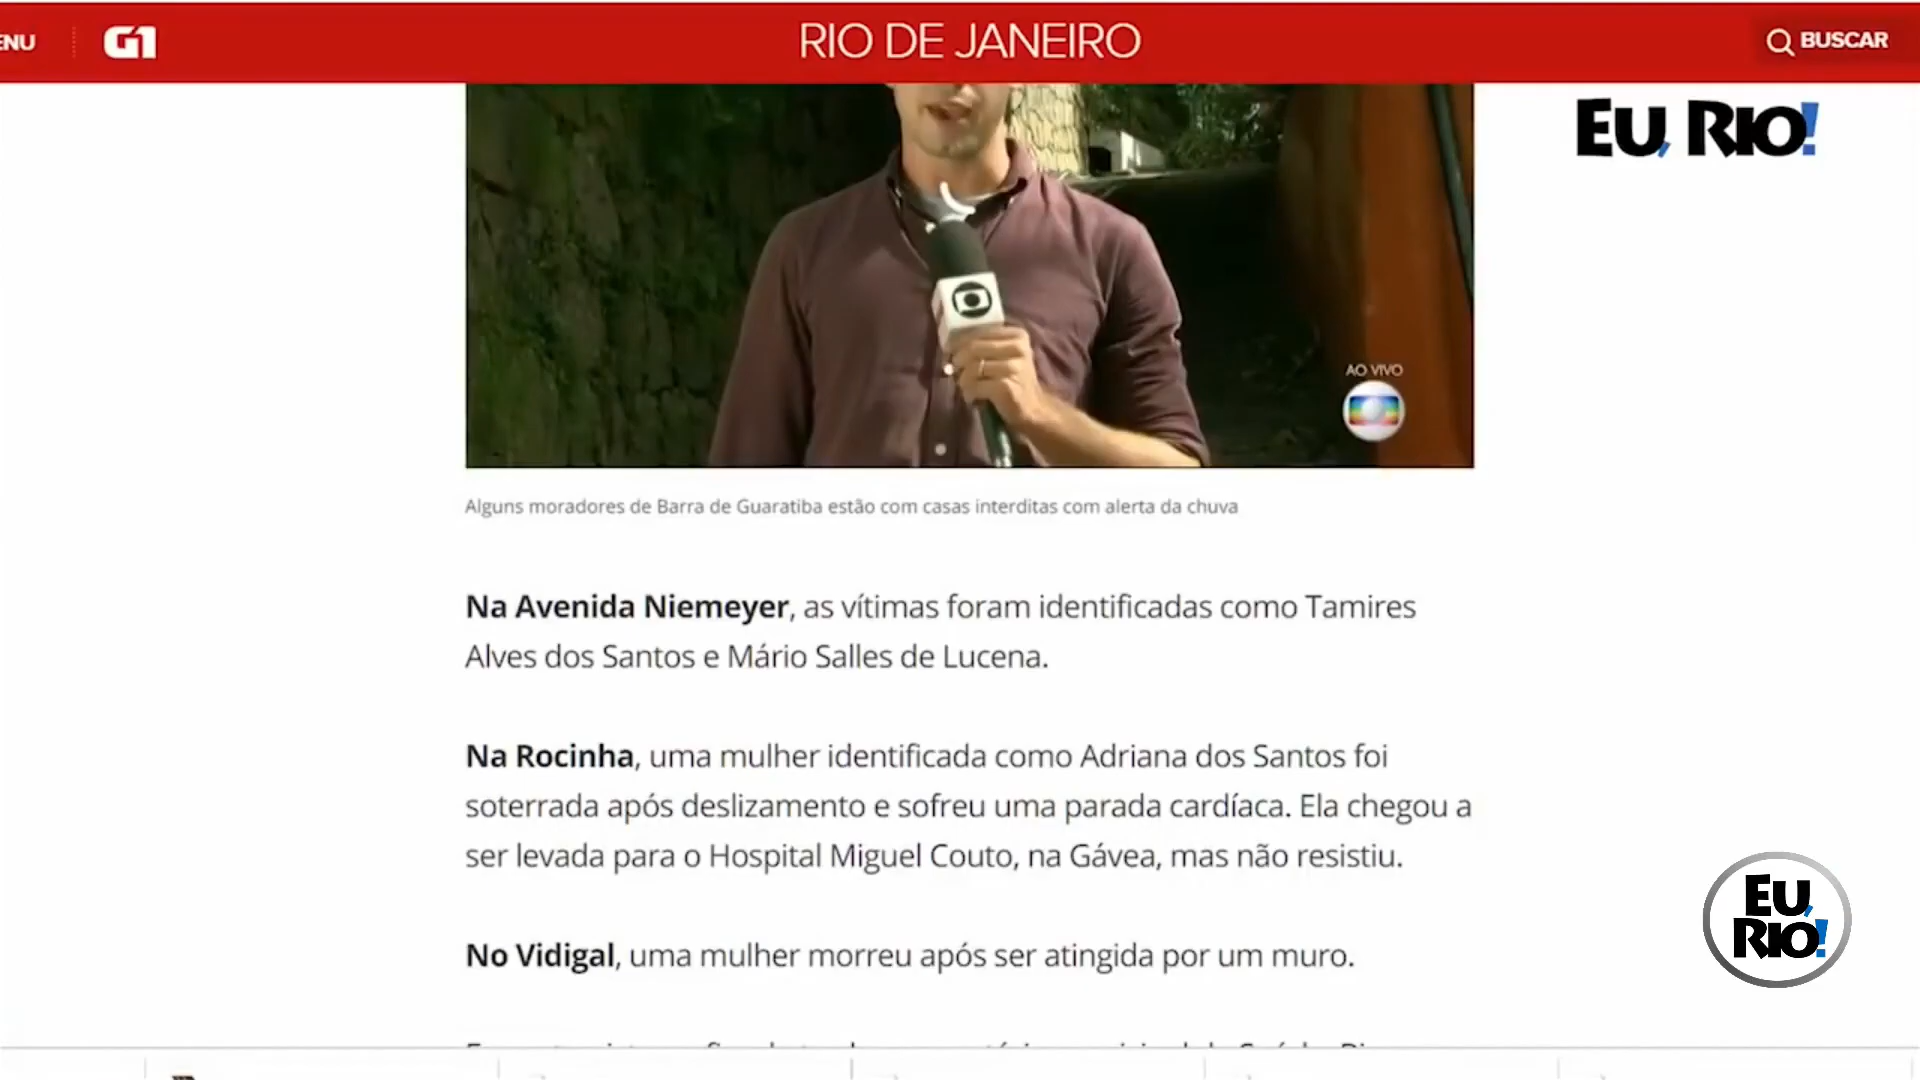 ENU
G1
RIO DE JANEIRO
BUSCAR
EU, RIO!
AO VIVO
Alguns moradores de Barra de Guaratiba estão com casas interditas com alerta da chuva
Na Avenida Niemeyer, as vítimas foram identificadas como Tamires
Alves dos Santos e Mário Salles de Lucena.
Na Rocinha, uma mulher identificada como Adriana dos Santos foi
soterrada após deslizamento e sofreu uma parada cardíaca. Ela chegou a
ser levada para o Hospital Miguel Couto, na Gávea, mas não resistiu.
No Vidigal, uma mulher morreu após ser atingida por um muro.
EU,
RIO!